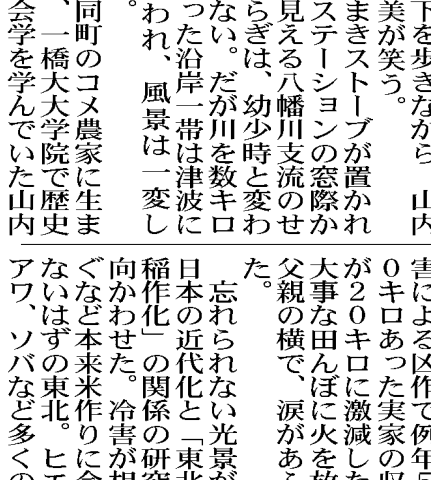 下を歩きながら、山内
美が笑う。
まきストーブが置かれ
ステーションの窓際か
見える八幡川支流のせ
らぎは、幼少時と変わ
ない。だが川を数キロ
った沿岸一帯は津波に
われ、風景は一変し
。
同町のコメ農家に生ま
、一橋大大学院で歴史
会学を学んでいた山内
害による凶作で例年5
0キロあった実家の収
が20キロに激減した
大事な田んぼに火を放
父親の横で、涙があふ
た。
忘れられない光景が
日本の近代化と「東北
稲作化」の関係の研究
向かわせた。冷害が相
ぐなど本来米作りに合
ないはずの東北。ヒエ
アワ、ソバなど多くの